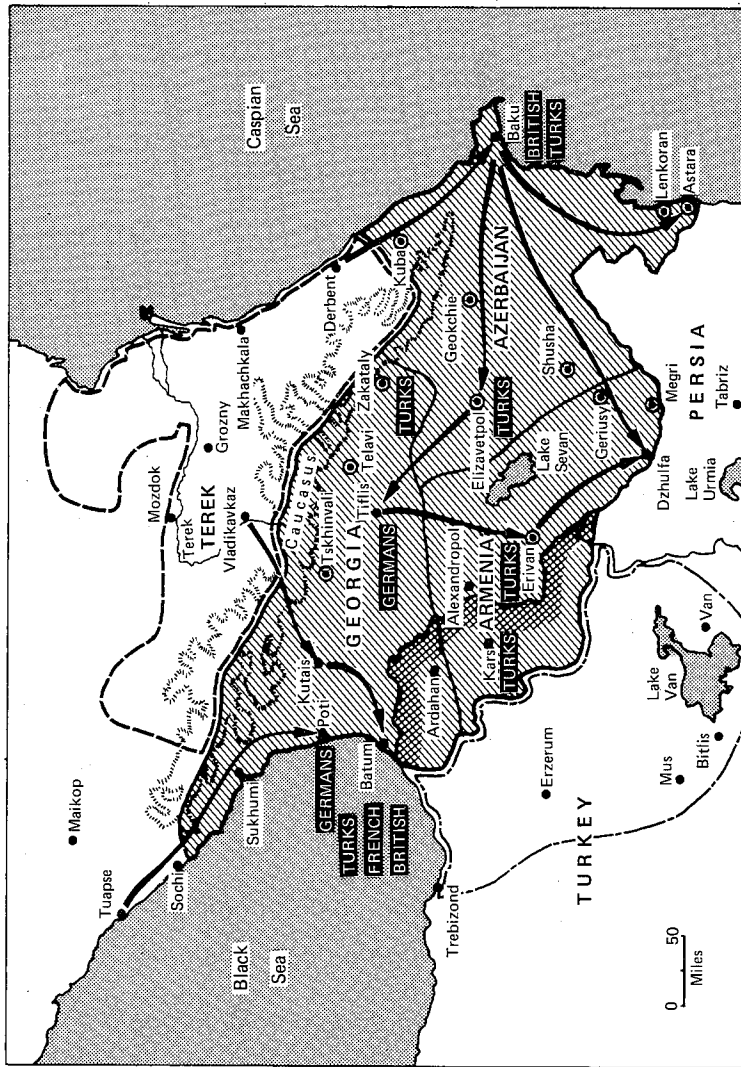 Caspian
Sea
Black
Sea
Tuapse
Maikop
Sochi
Sukhumi
Mozdok
Terek
TEREK
Grozny
Vladikavkaz
Makhachkala
Derbent
Caucasus
Kuba
Baku
BRITISH
TURKS
Lenkoran
Astara
Geokchie
AZERBAIJAN
Shusha
Zakataly
TURKS
Telavi
Tskhinvali
Tiflis
GEORGIA
GERMANS
Elizavetpol
TURKS
Lake
Sevan
Geriusy
Megri
PERSIA
Tabriz
Dzhulfa
Lake
Urmia
Kutais
Poti
GERMANS
TURKS
FRENCH
BRITISH
Batum
Ardahan
Alexandropol
ARMENIA
Kars
TURKS
TURKS
Erivan
Trebizond
Erzerum
TURKEY
Mus
Bitlis
Lake
Van
Van
0 50
Miles